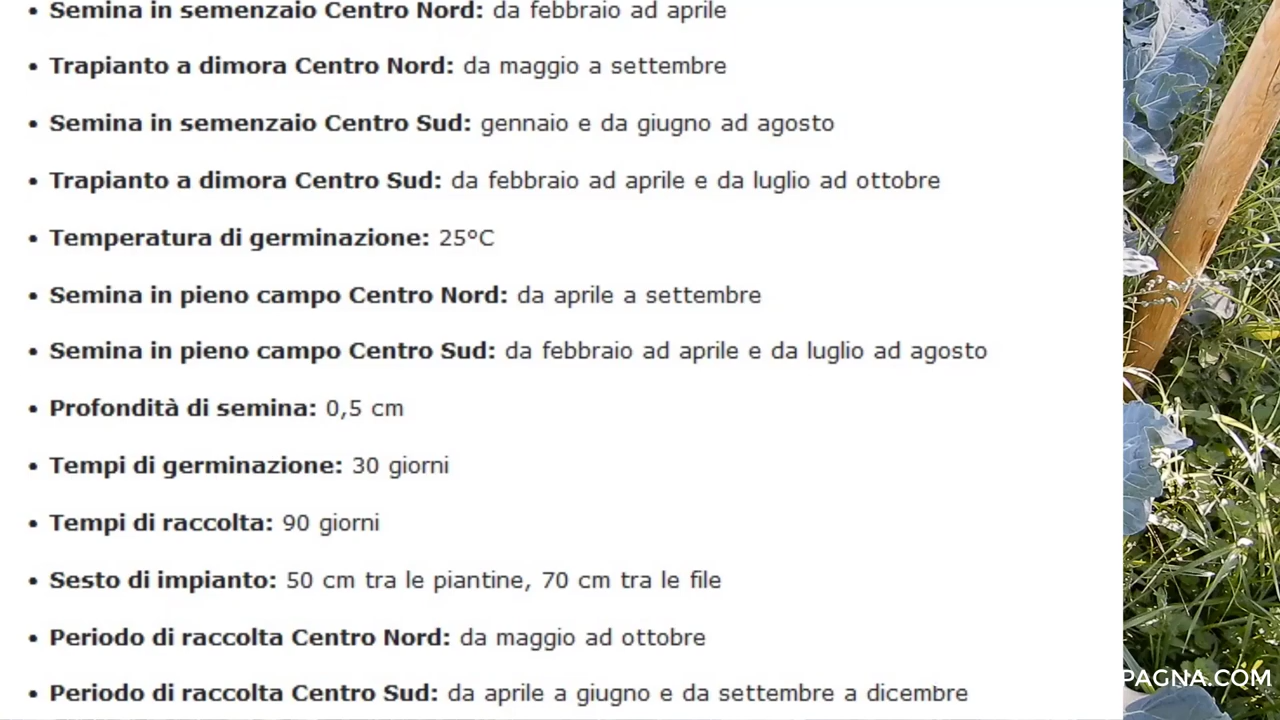 • Semina in semenzaio Centro Nord: da febbraio ad aprile
• Trapianto a dimora Centro Nord: da maggio a settembre
• Semina in semenzaio Centro Sud: gennaio e da giugno ad agosto
• Trapianto a dimora Centro Sud: da febbraio ad aprile e da luglio ad ottobre
• Temperatura di germinazione: 25°C
• Semina in pieno campo Centro Nord: da aprile a settembre
• Semina in pieno campo Centro Sud: da febbraio ad aprile e da luglio ad agosto
• Profondità di semina: 0,5 cm
• Tempi di germinazione: 30 giorni
• Tempi di raccolta: 90 giorni
• Sesto di impianto: 50 cm tra le piantine, 70 cm tra le file
• Periodo di raccolta Centro Nord: da maggio ad ottobre
• Periodo di raccolta Centro Sud: da aprile a giugno e da settembre a dicembre
PAGNA.COM